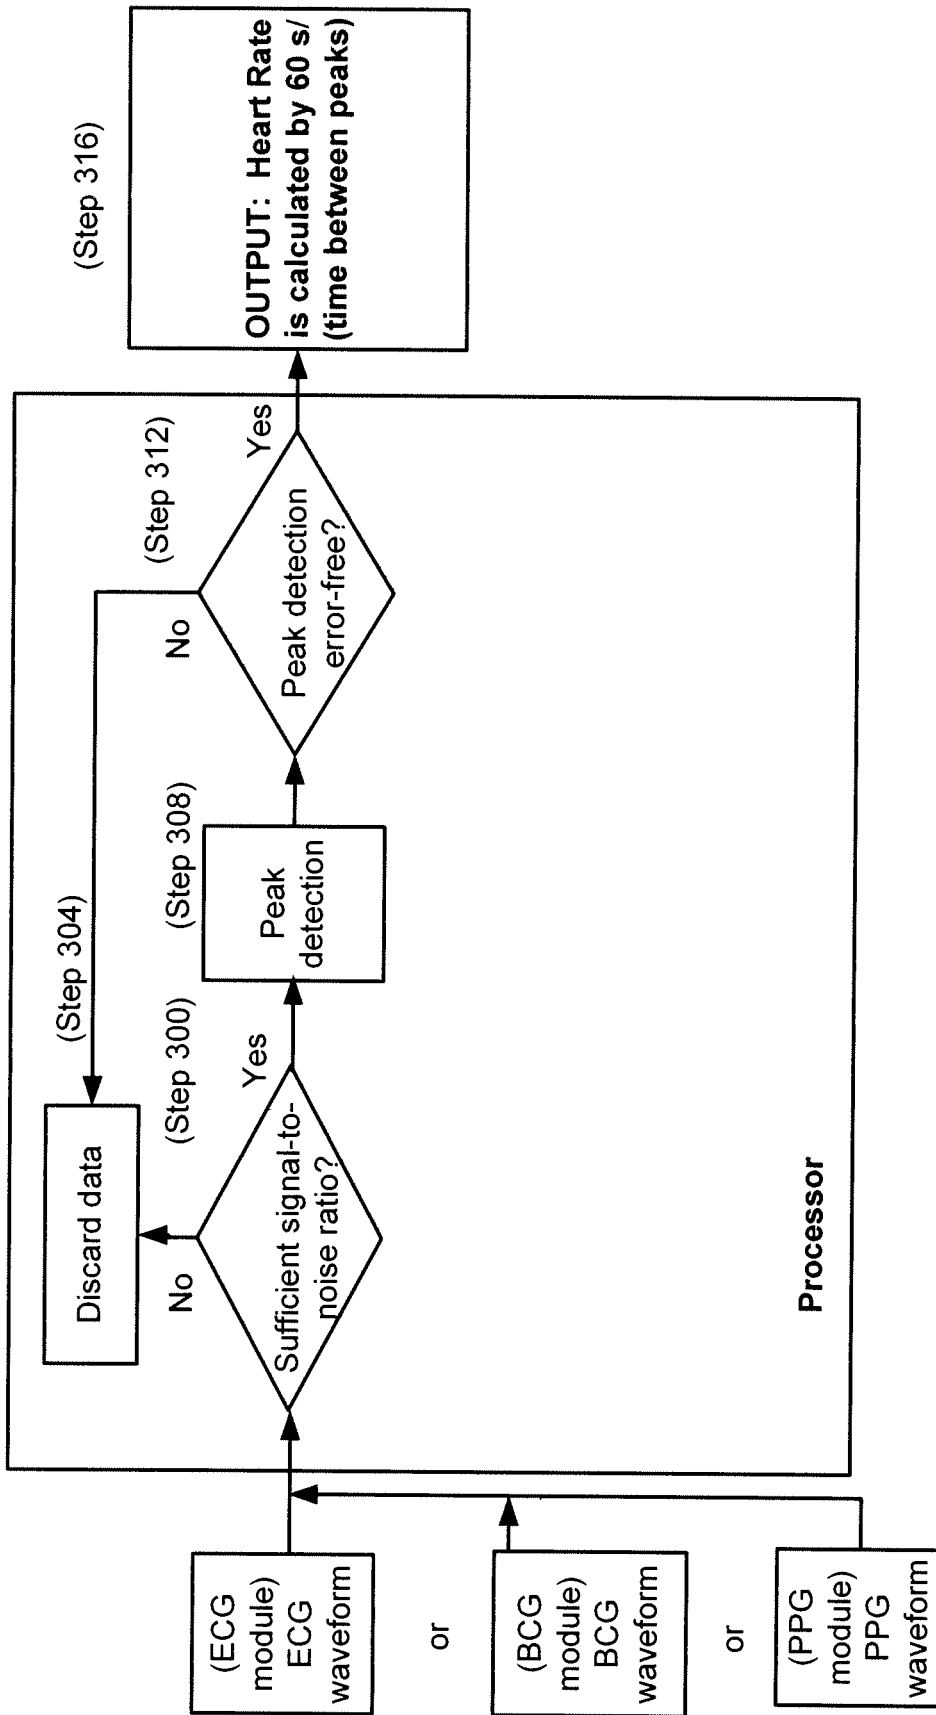 (ECG
module)
ECG
waveform
or
(BCG
module)
BCG
waveform
or
(PPG
module)
PPG
waveform
Processor
Sufficient signal-to-
noise ratio?
(Step 300)
No
Yes
Discard data
(Step 304)
Peak
detection
(Step 308)
Peak detection
error-free?
(Step 312)
No
Yes
(Step 316)
OUTPUT: Heart Rate
is calculated by 60 s/
(time between peaks)